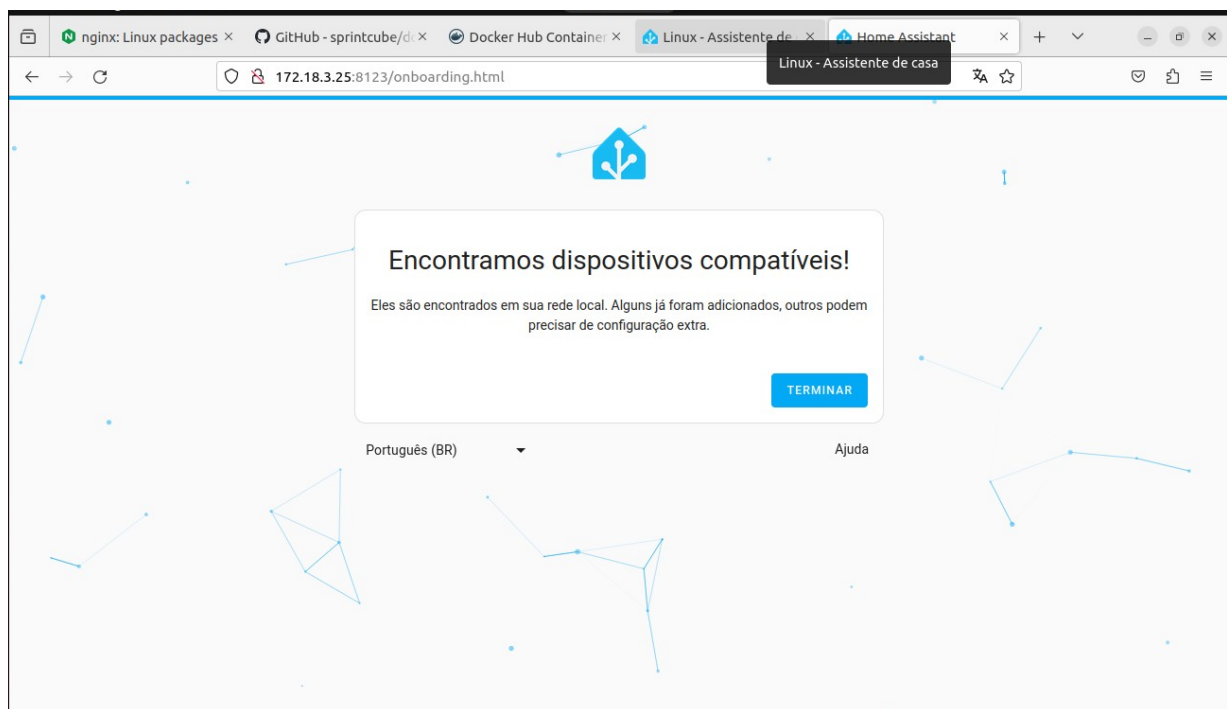 nginx: Linux packages
GitHub - sprintcube/do
Docker Hub Container
Linux - Assistente de
Home Assistant
172.18.3.25:8123/onboarding.html
Linux - Assistente de casa
Encontramos dispositivos compatíveis!
Eles são encontrados em sua rede local. Alguns já foram adicionados, outros podem
precisar de configuração extra.
TERMINAR
Português (BR)
Ajuda